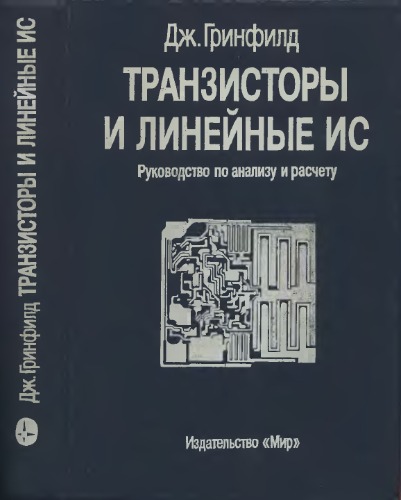 Дж. Гринфилд ТРАНЗИСТОРЫ И ЛИНЕЙНЫЕ ИС
Дж. Гринфилд
ТРАНЗИСТОРЫ
И ЛИНЕЙНЫЕ ИС
Руководство по анализу и расчету
Издательство «Мир»